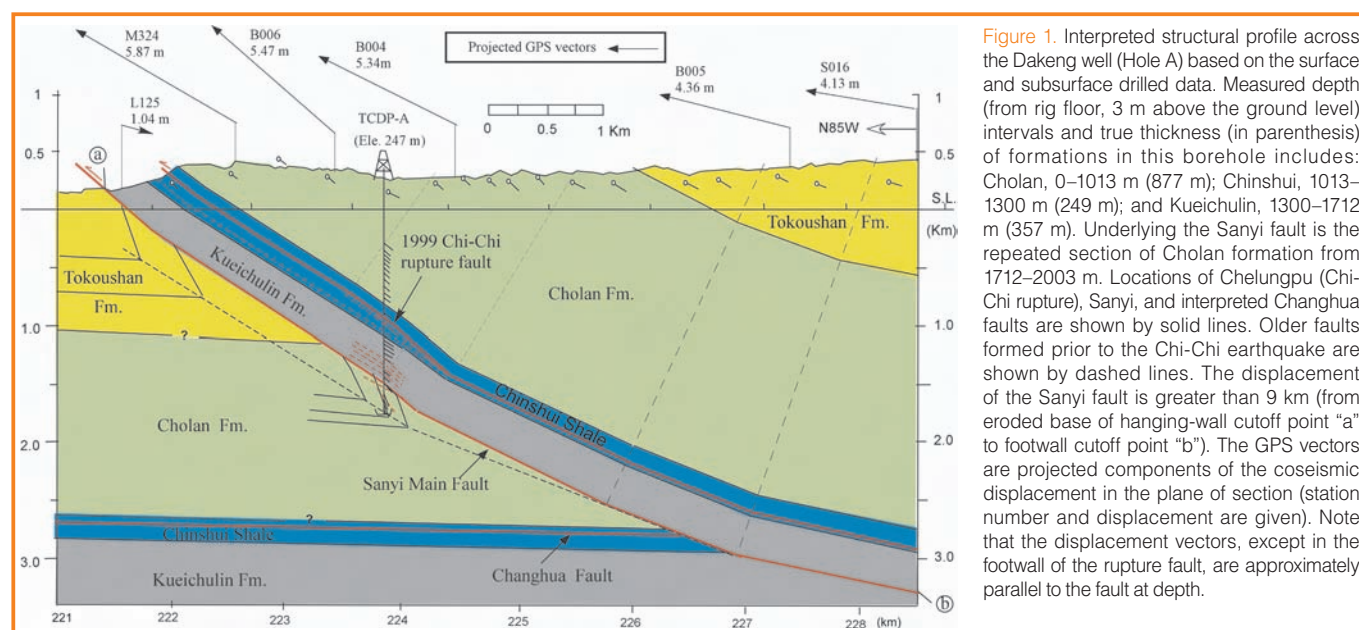 M324
5.87 m
B006
5.47 m
B004
5.34m
Projected GPS vectors
B005
4.36 m
S016
4.13 m
L125
1.04 m
TCDP-A
(Ele. 247 m)
0 0.5 1 Km
N85W
1
0.5
1.0
2.0
3.0
1
0.5
S.L.
(Km)
1.0
2.0
3.0
a
Tokoushan Fm.
1999 Chi-Chi
rupture fault
Kueichulin Fm.
Cholan Fm.
Tokoushan
Fm.
?
Chinshui Shale
Cholan Fm.
Sanyi Main Fault
?
Chinshui Shale
Changhua Fault
Kueichulin Fm.
b
221 222 223 224 225 226 227 228 (km)
Figure 1. Interpreted structural profile across
the Dakeng well (Hole A) based on the surface
and subsurface drilled data. Measured depth
(from rig floor, 3 m above the ground level)
intervals and true thickness (in parenthesis)
of formations in this borehole includes:
Cholan, 0–1013 m (877 m); Chinshui, 1013–
1300 m (249 m); and Kueichulin, 1300–1712
m (357 m). Underlying the Sanyi fault is the
repeated section of Cholan formation from
1712–2003 m. Locations of Chelungpu (Chi-
Chi rupture), Sanyi, and interpreted Changhua
faults are shown by solid lines. Older faults
formed prior to the Chi-Chi earthquake are
shown by dashed lines. The displacement
of the Sanyi fault is greater than 9 km (from
eroded base of hanging-wall cutoff point “a”
to footwall cutoff point “b”). The GPS vectors
are projected components of the coseismic
displacement in the plane of section (station
number and displacement are given). Note
that the displacement vectors, except in the
footwall of the rupture fault, are approximately
parallel to the fault at depth.